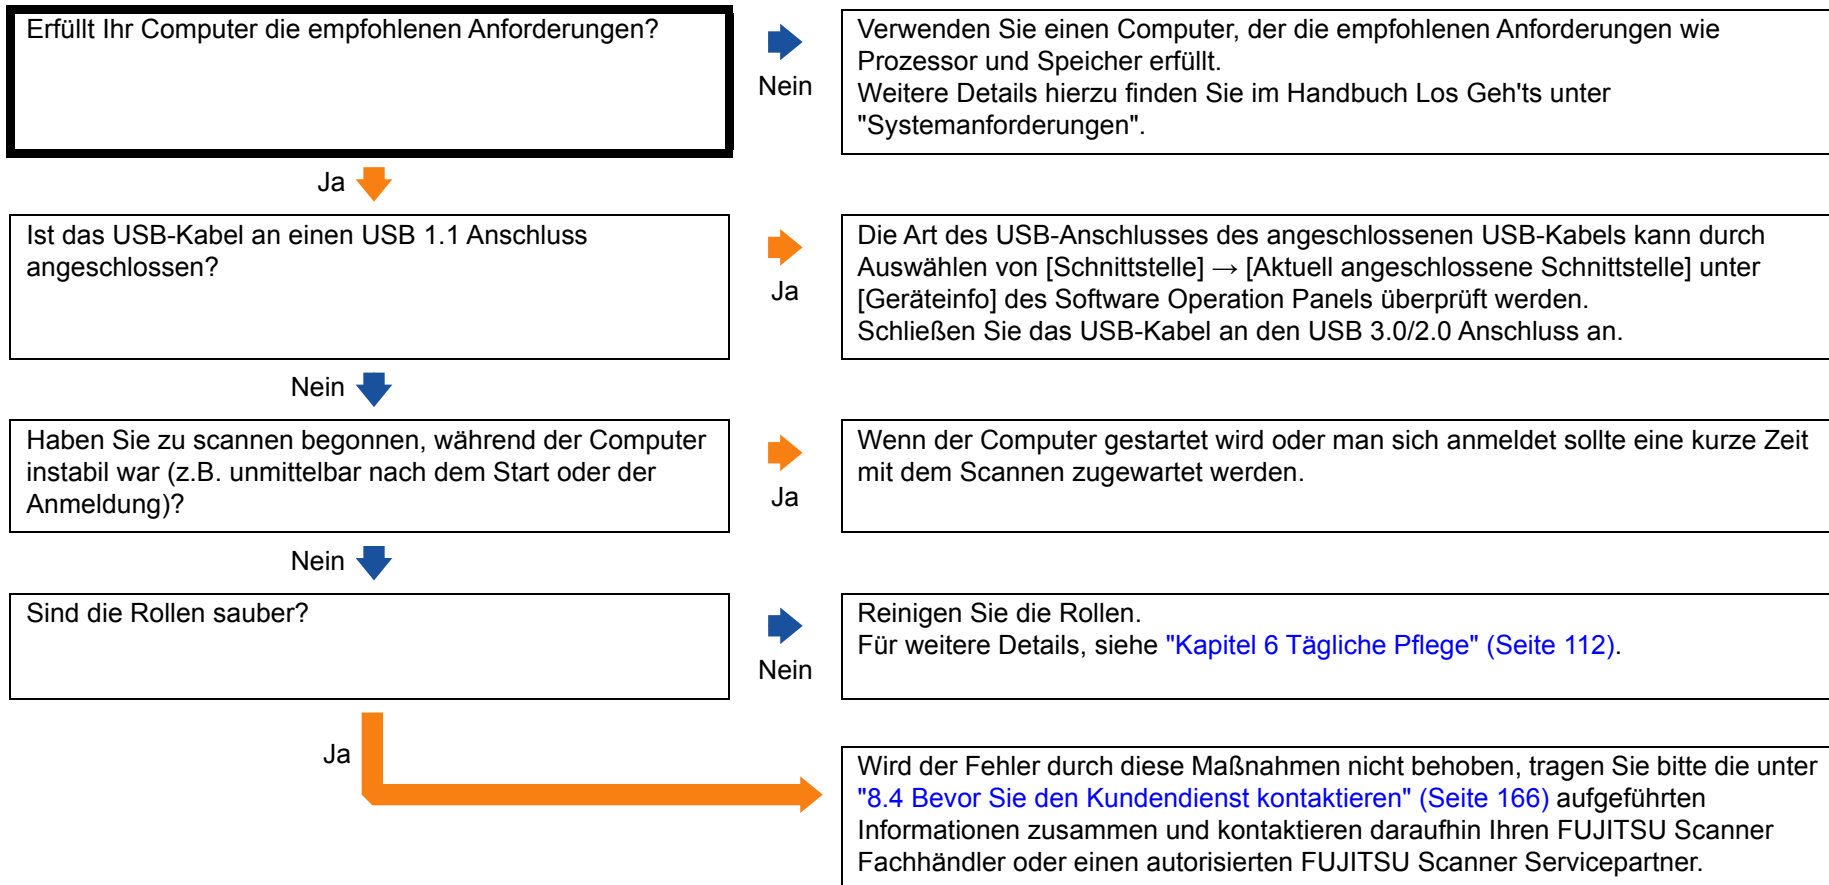 Erfüllt Ihr Computer die empfohlenen Anforderungen?
Nein
Verwenden Sie einen Computer, der die empfohlenen Anforderungen wie
Prozessor und Speicher erfüllt.
Weitere Details hierzu finden Sie im Handbuch Los Geh'ts unter
"Systemanforderungen".
Ja
Ist das USB-Kabel an einen USB 1.1 Anschluss
angeschlossen?
Ja
Die Art des USB-Anschlusses des angeschlossenen USB-Kabels kann durch
Auswählen von [Schnittstelle] → [Aktuell angeschlossene Schnittstelle] unter
[Geräteinfo] des Software Operation Panels überprüft werden.
Schließen Sie das USB-Kabel an den USB 3.0/2.0 Anschluss an.
Nein
Haben Sie zu scannen begonnen, während der Computer
instabil war (z.B. unmittelbar nach dem Start oder der
Anmeldung)?
Ja
Wenn der Computer gestartet wird oder man sich anmeldet sollte eine kurze Zeit
mit dem Scannen zugewartet werden.
Nein
Sind die Rollen sauber?
Nein
Reinigen Sie die Rollen.
Für weitere Details, siehe "Kapitel 6 Tägliche Pflege" (Seite 112).
Ja
Wird der Fehler durch diese Maßnahmen nicht behoben, tragen Sie bitte die unter
"8.4 Bevor Sie den Kundendienst kontaktieren" (Seite 166) aufgeführten
Informationen zusammen und kontaktieren daraufhin Ihren FUJITSU Scanner
Fachhändler oder einen autorisierten FUJITSU Scanner Servicepartner.